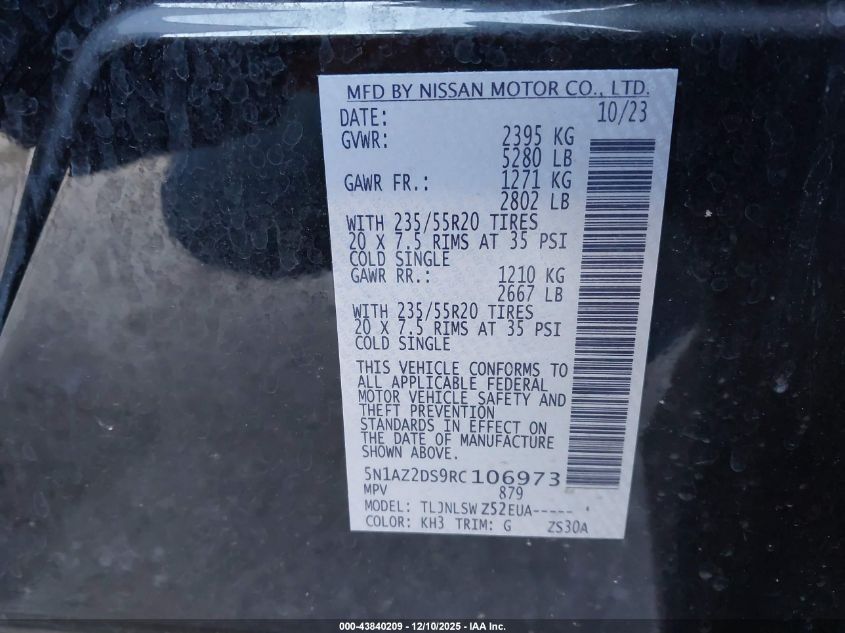 MFD BY NISSAN MOTOR CO., LTD.
DATE: 10/23
GVWR: 2395 KG
5280 LB
GAWR FR.: 1271 KG
2802 LB
WITH 235/55R20 TIRES
20 X 7.5 RIMS AT 35 PSI
COLD SINGLE
GAWR RR.: 1210 KG
2667 LB
WITH 235/55R20 TIRES
20 X 7.5 RIMS AT 35 PSI
COLD SINGLE
THIS VEHICLE CONFORMS TO
ALL APPLICABLE FEDERAL
MOTOR VEHICLE SAFETY AND
THEFT PREVENTION
STANDARDS IN EFFECT ON
THE DATE OF MANUFACTURE
SHOWN ABOVE.
5N1AZ2DS9RC106973
MPV 879
MODEL: TLJNLSW Z52EUA-----
COLOR: KH3 TRIM: G ZS30A
000-43840209 - 12/10/2025 - IAA Inc.